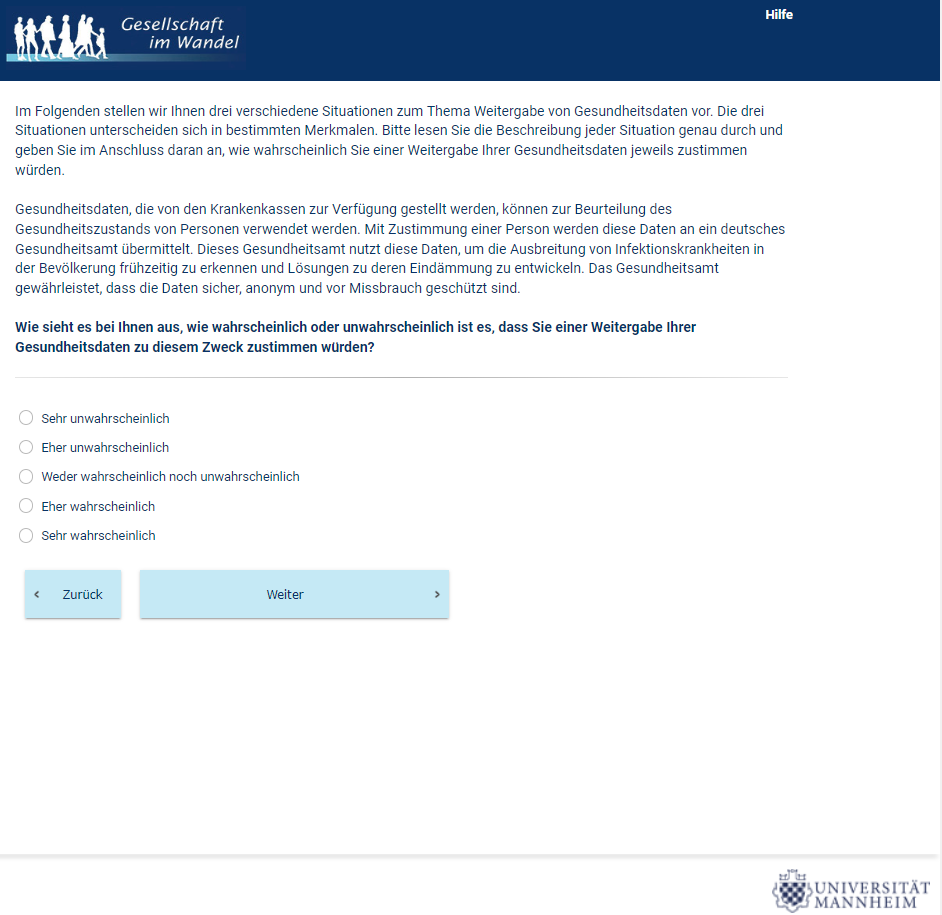 Gesellschaft
im Wandel
Hilfe
Im Folgenden stellen wir Ihnen drei verschiedene Situationen zum Thema Weitergabe von Gesundheitsdaten vor. Die drei
Situationen unterscheiden sich in bestimmten Merkmalen. Bitte lesen Sie die Beschreibung jeder Situation genau durch und
geben Sie im Anschluss daran an, wie wahrscheinlich Sie einer Weitergabe Ihrer Gesundheitsdaten jeweils zustimmen
würden.
Gesundheitsdaten, die von den Krankenkassen zur Verfügung gestellt werden, können zur Beurteilung des
Gesundheitszustands von Personen verwendet werden. Mit Zustimmung einer Person werden diese Daten an ein deutsches
Gesundheitsamt übermittelt. Dieses Gesundheitsamt nutzt diese Daten, um die Ausbreitung von Infektionskrankheiten in
der Bevölkerung frühzeitig zu erkennen und Lösungen zu deren Eindämmung zu entwickeln. Das Gesundheitsamt
gewährleistet, dass die Daten sicher, anonym und vor Missbrauch geschützt sind.
Wie sieht es bei Ihnen aus, wie wahrscheinlich oder unwahrscheinlich ist es, dass Sie einer Weitergabe Ihrer
Gesundheitsdaten zu diesem Zweck zustimmen würden?
Sehr unwahrscheinlich
Eher unwahrscheinlich
Weder wahrscheinlich noch unwahrscheinlich
Eher wahrscheinlich
Sehr wahrscheinlich
‹ Zurück
Weiter ›
UNIVERSITÄT
MANNHEIM